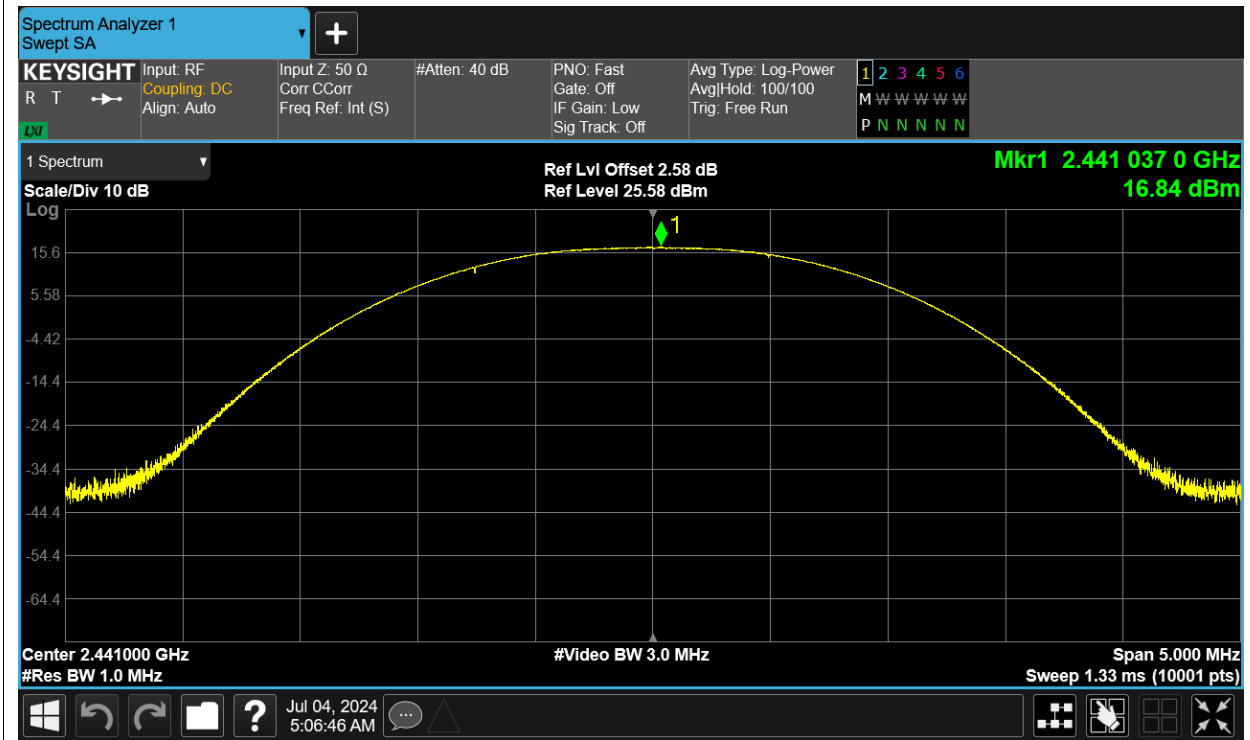 Spectrum Analyzer 1
Swept SA
+
KEYSIGHT
R T
LXI
Input: RF
Coupling: DC
Align: Auto
Input Z: 50 Ω
Corr CCorr
Freq Ref: Int (S)
#Atten: 40 dB
PNO: Fast
Gate: Off
IF Gain: Low
Sig Track: Off
Avg Type: Log-Power
Avg|Hold: 100/100
Trig: Free Run
1 2 3 4 5 6
M W W W W W
P N N N N N
1 Spectrum
Scale/Div 10 dB
Ref Lvl Offset 2.58 dB
Ref Level 25.58 dBm
Mkr1 2.441 037 0 GHz
16.84 dBm
Log
1
15.6
5.58
-4.42
-14.4
-24.4
-34.4
-44.4
-54.4
-64.4
Center 2.441000 GHz
#Res BW 1.0 MHz
#Video BW 3.0 MHz
Span 5.000 MHz
Sweep 1.33 ms (10001 pts)
?
Jul 04, 2024
5:06:46 AM